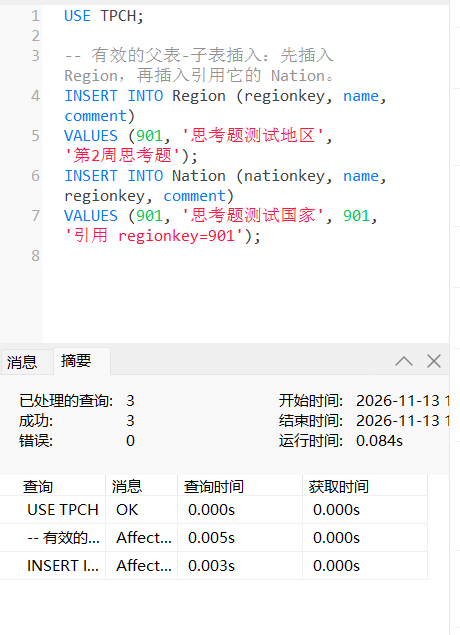 1 USE TPCH;
2
3 -- 有效的父表-子表插入：先插入
Region，再插入引用它的 Nation。
4 INSERT INTO Region (regionkey, name,
comment)
5 VALUES (901, '思考题测试地区',
'第2周思考题');
6 INSERT INTO Nation (nationkey, name,
regionkey, comment)
7 VALUES (901, '思考题测试国家', 901,
'引用 regionkey=901');
8
消息 摘要
已处理的查询: 3 开始时间: 2026-11-13 1
成功: 3 结束时间: 2026-11-13 1
错误: 0 运行时间: 0.084s
查询 消息 查询时间 获取时间
USE TPCH OK 0.000s 0.000s
-- 有效的... Affect... 0.005s 0.000s
INSERT I... Affect... 0.003s 0.000s